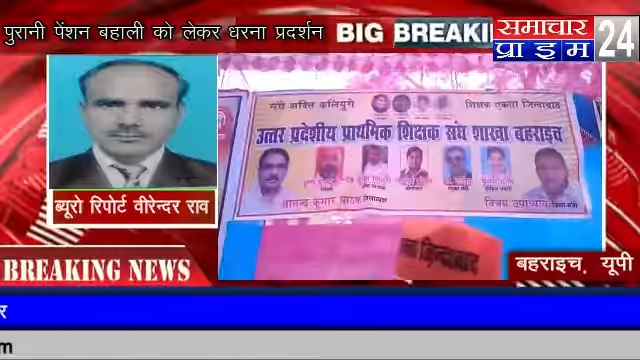 पुरानी पेंशन बहाली को लेकर धरना प्रदर्शन
BIG BREAKI
समाचार
प्राइम
24
संघे शक्ति कलियुगे
शिक्षक एकता जिन्दाबाद
उत्तर प्रदेशीय प्राथमिक शिक्षक संघ शाखा बहराइच
आनन्द कुमार पाठक
विजय उपाध्याय
जिन्दाबाद
ब्यूरो रिपोर्ट वीरेन्दर राव
BREAKING NEWS
बहराइच, यूपी
र
m